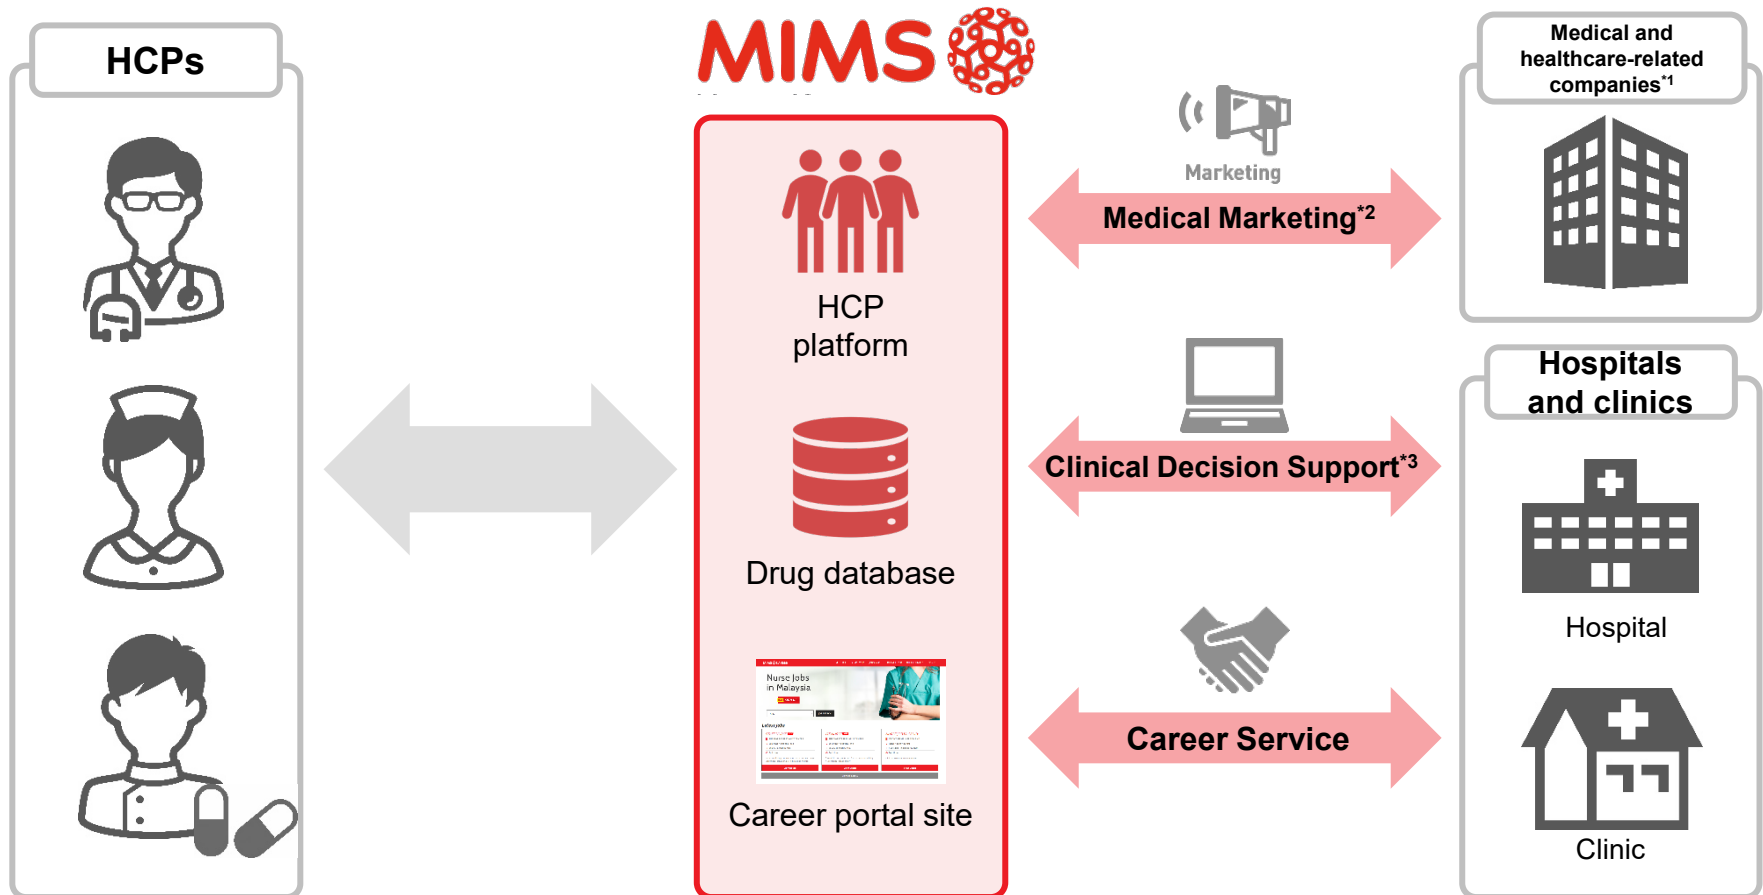 HCPs
MIMS
HCP
platform
Drug database
Nurse Jobs
in Malaysia
Career portal site
Marketing
Medical Marketing*2
Clinical Decision Support*3
Career Service
Medical and
healthcare-related
companies*1
Hospitals
and clinics
Hospital
Clinic